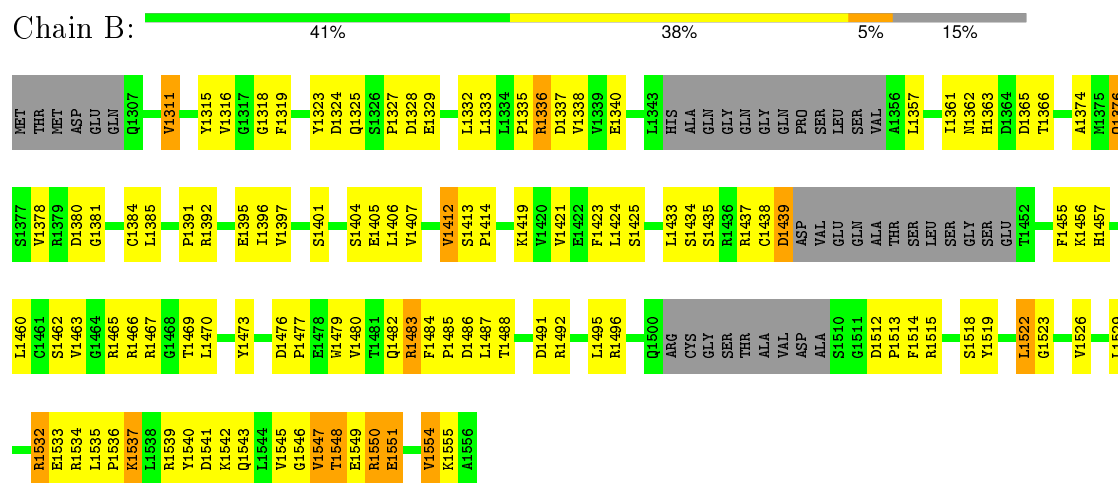 Chain B:
41% 38% 5% 15%
MET THR MET ASP GLU GLN Q1307 V1311 Y1315 V1316 G1317 G1318 F1319 Y1323 D1324 Q1325 S1326 P1327 D1328 E1329 L1332 L1333 L1334 P1335 R1336 D1337 V1338 V1339 E1340 L1343 HIS ALA GLN GLY GLN GLY GLN PRO SER LEU SER VAL A1356 L1357 I1361 N1362 H1363 D1364 D1365 T1366 A1374 M1375
S1377 V1378 R1379 D1380 G1381 C1384 L1385 P1391 R1392 E1395 I1396 V1397 S1401 S1404 E1405 L1406 V1407 V1412 S1413 P1414 K1419 V1420 V1421 E1422 F1423 L1424 S1425 L1433 S1434 S1435 R1436 R1437 C1438 D1439 ASP VAL GLU GLN ALA THR SER LEU SER GLY SER GLU T1452 F1455 K1456 H1457
L1460 C1461 S1462 V1463 G1464 R1465 R1466 R1467 G1468 T1469 L1470 Y1473 D1476 P1477 E1478 W1479 V1480 T1481 Q1482 R1483 F1484 P1485 D1486 L1487 T1488 D1491 R1492 L1495 R1496 Q1500 ARG CYS GLY SER THR ALA VAL ASP ALA S1510 G1511 D1512 P1513 F1514 R1515 S1518 Y1519 L1522 G1523 V1526
R1532 E1533 R1534 L1535 P1536 K1537 L1538 R1539 Y1540 D1541 K1542 Q1543 L1544 V1545 G1546 V1547 T1548 E1549 R1550 E1551 V1554 K1555 A1556